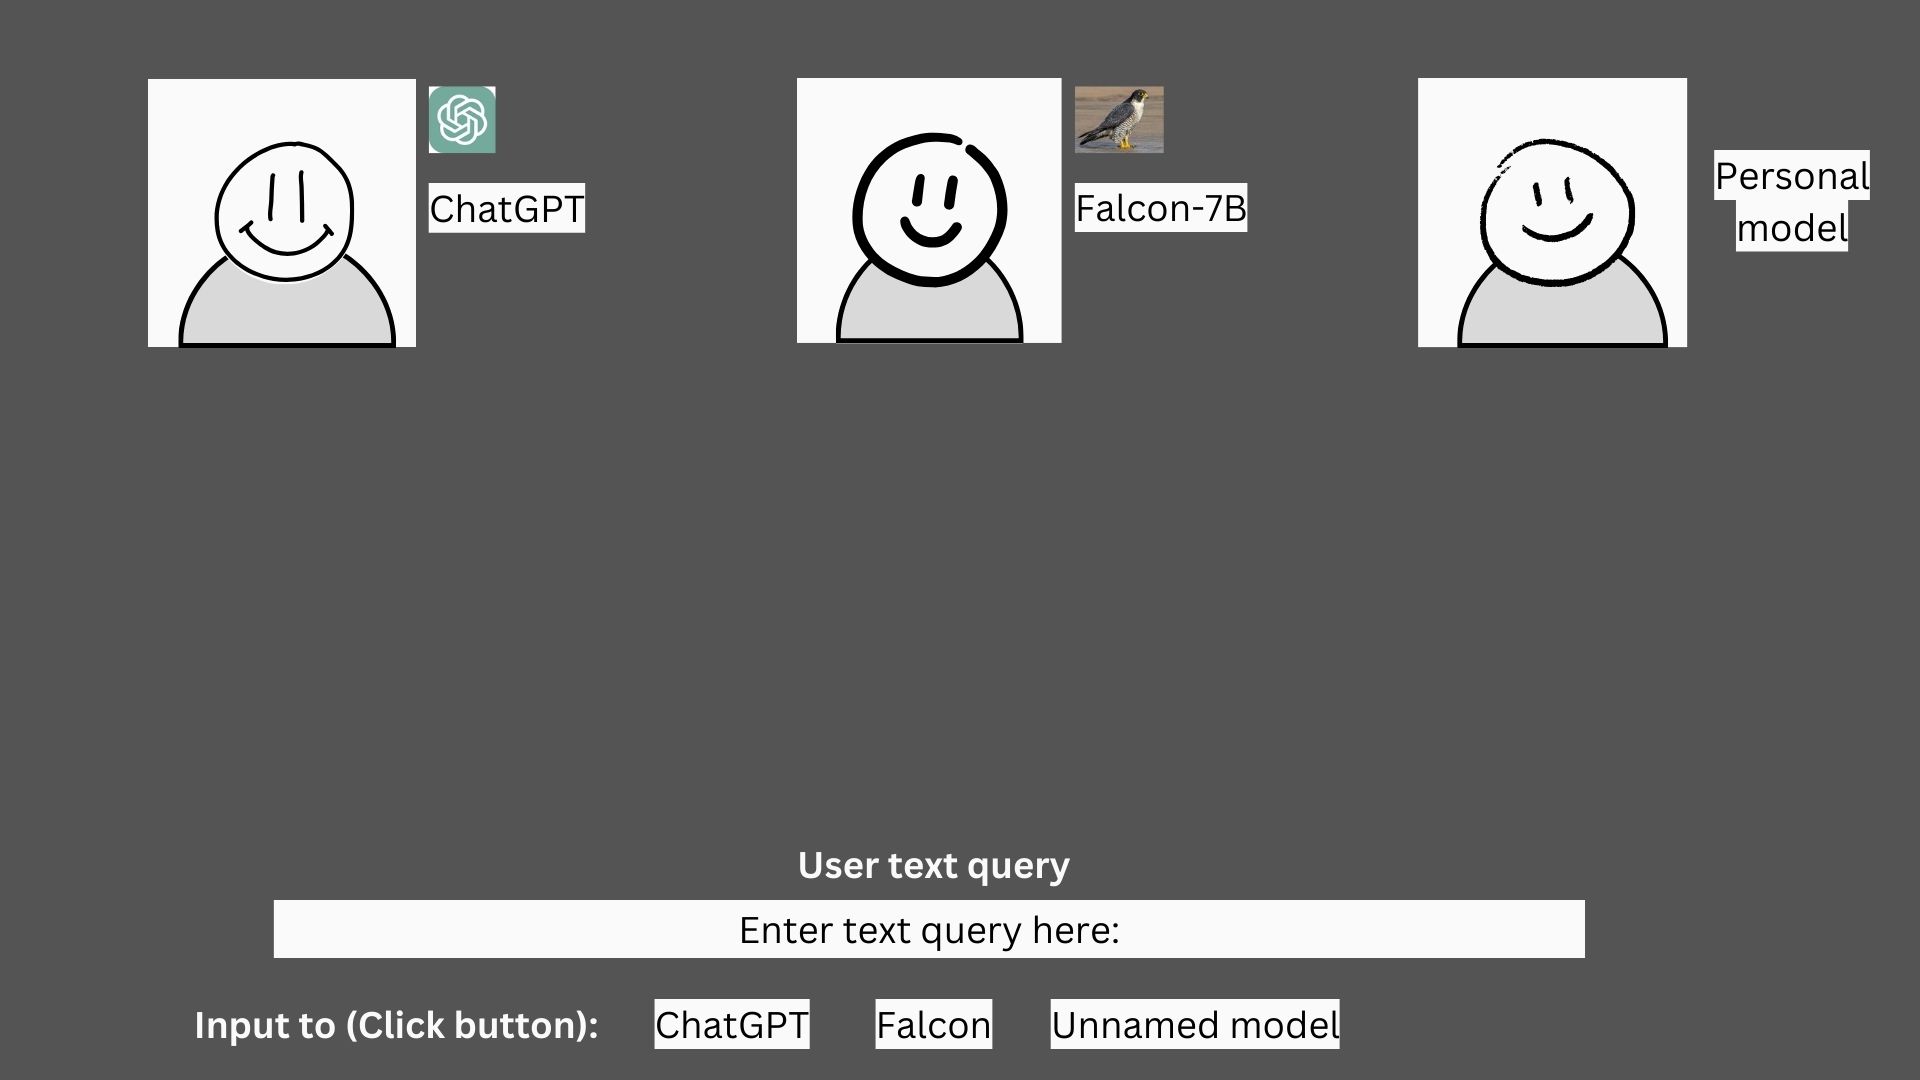 ChatGPT
Falcon-7B
Personal
model
User text query
Enter text query here:
Input to (Click button):
ChatGPT
Falcon
Unnamed model